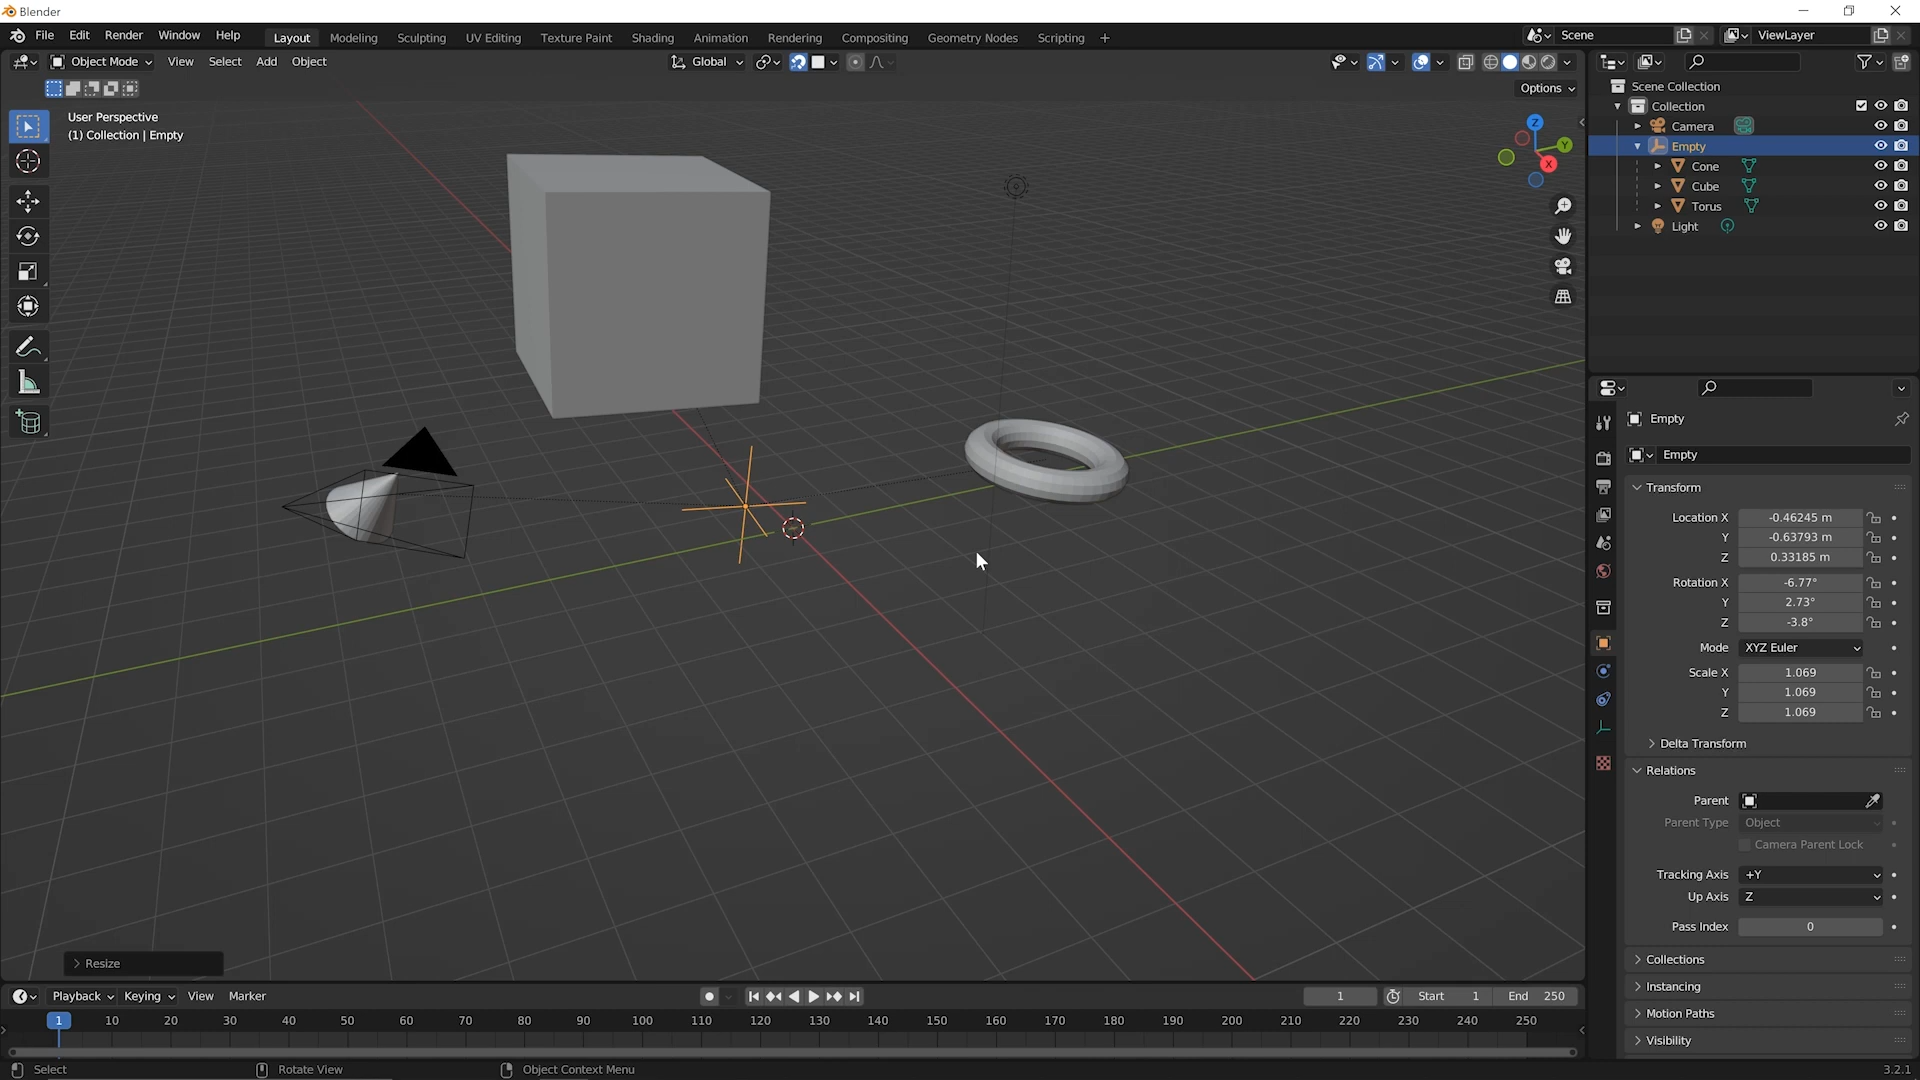 Blender
File Edit Render Window Help Layout Modeling Sculpting UV Editing Texture Paint Shading Animation Rendering Compositing Geometry Nodes Scripting + Scene ViewLayer
Object Mode View Select Add Object Global
Options
User Perspective
(1) Collection | Empty
Z
Y
X
Scene Collection
Collection
Camera
Empty
Cone
Cube
Torus
Light
Empty
Empty
Transform
Location X -0.46245 m
Y -0.63793 m
Z 0.33185 m
Rotation X -6.77°
Y 2.73°
Z -3.8°
Mode XYZ Euler
Scale X 1.069
Y 1.069
Z 1.069
Delta Transform
Relations
Parent
Parent Type Object
Camera Parent Lock
Tracking Axis +Y
Up Axis Z
Pass Index 0
Collections
Instancing
Motion Paths
Visibility
Resize
Playback Keying View Marker 1 Start 1 End 250
1 10 20 30 40 50 60 70 80 90 100 110 120 130 140 150 160 170 180 190 200 210 220 230 240 250
Select Rotate View Object Context Menu 3.2.1